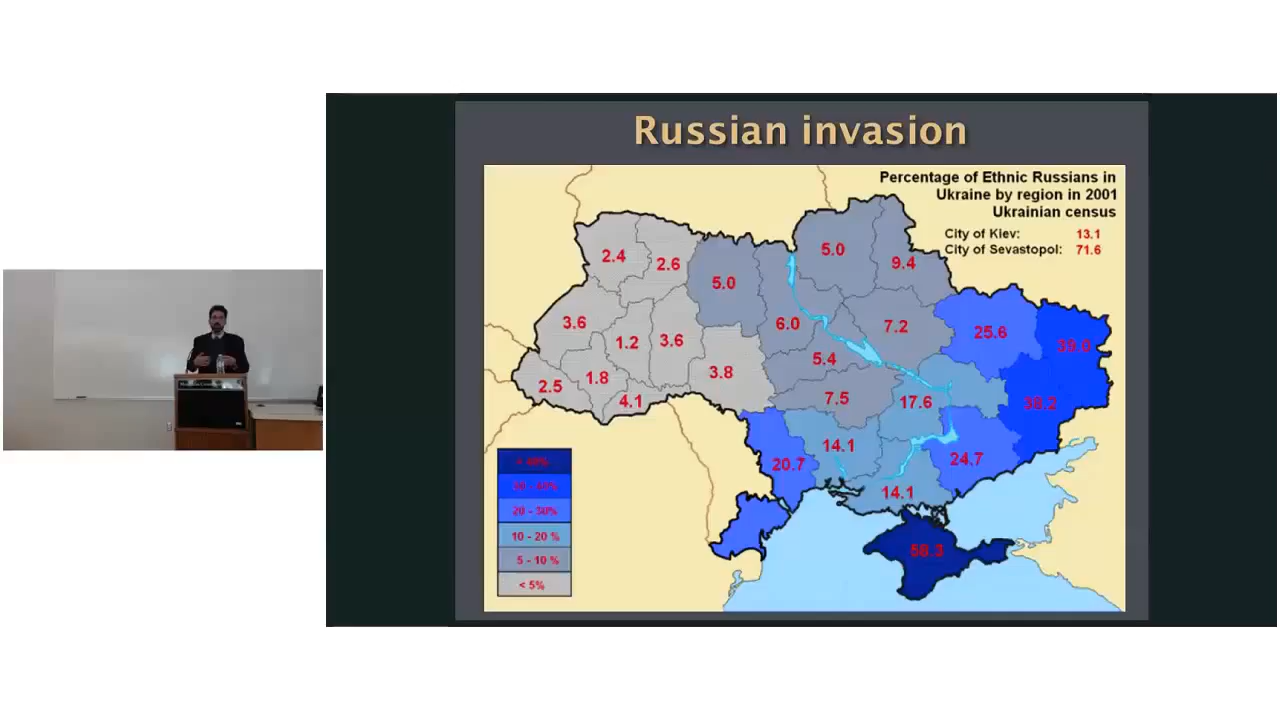 Russian invasion
Percentage of Ethnic Russians in
Ukraine by region in 2001
Ukrainian census
City of Kiev: 13.1
City of Sevastopol: 71.6
2.4
2.6
5.0
5.0
9.4
3.6
1.2
3.6
6.0
7.2
25.6
39.0
2.5
1.8
4.1
3.8
5.4
7.5
17.6
38.2
20.7
14.1
24.7
14.1
58.3
20 - 30%
10 - 20 %
5 - 10 %
< 5%